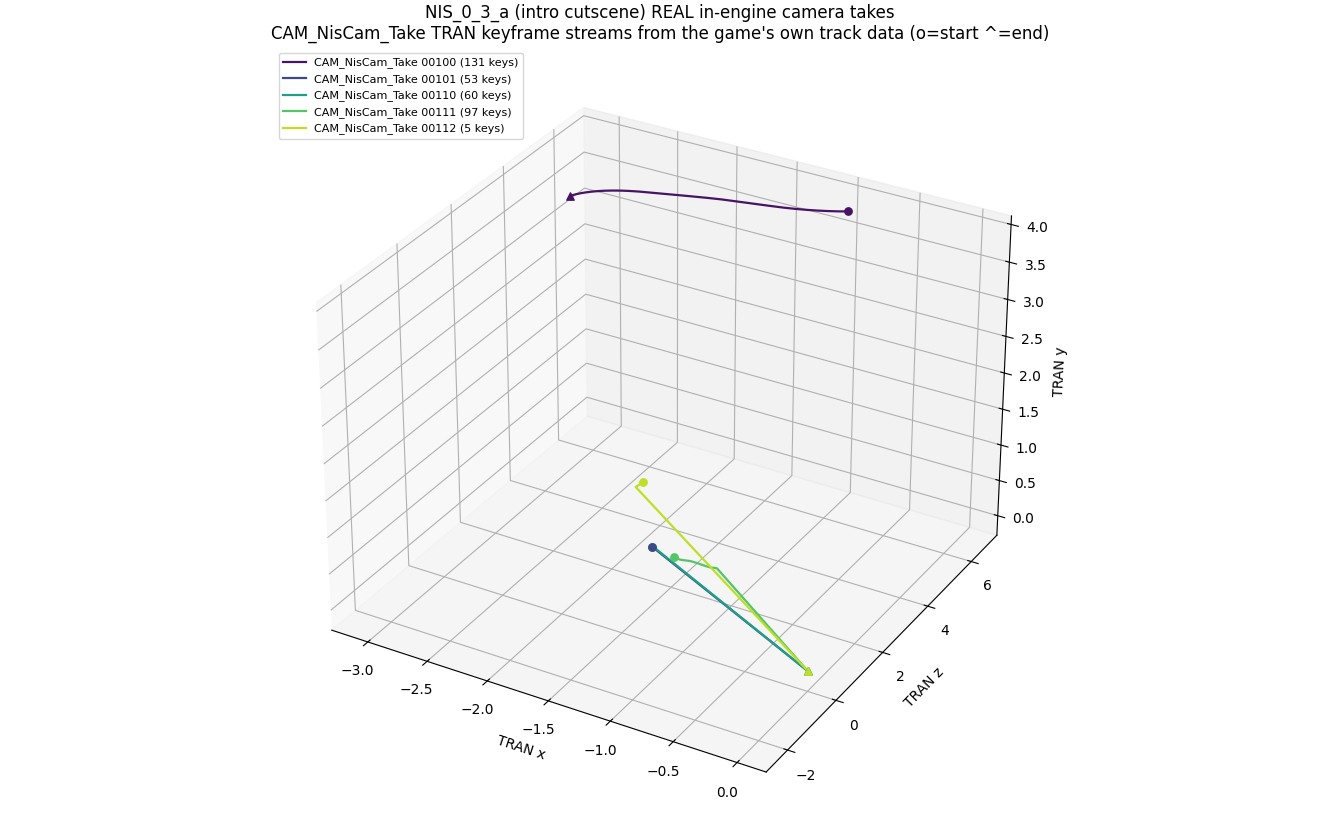 NIS_0_3_a (intro cutscene) REAL in-engine camera takes
CAM_NisCam_Take TRAN keyframe streams from the game's own track data (o=start ^=end)
CAM_NisCam_Take 00100 (131 keys)
CAM_NisCam_Take 00101 (53 keys)
CAM_NisCam_Take 00110 (60 keys)
CAM_NisCam_Take 00111 (97 keys)
CAM_NisCam_Take 00112 (5 keys)
4.0
3.5
3.0
2.5
2.0
1.5
1.0
0.5
0.0
TRAN y
6
4
2
0
−2
TRAN z
−3.0
−2.5
−2.0
−1.5
−1.0
−0.5
0.0
TRAN x